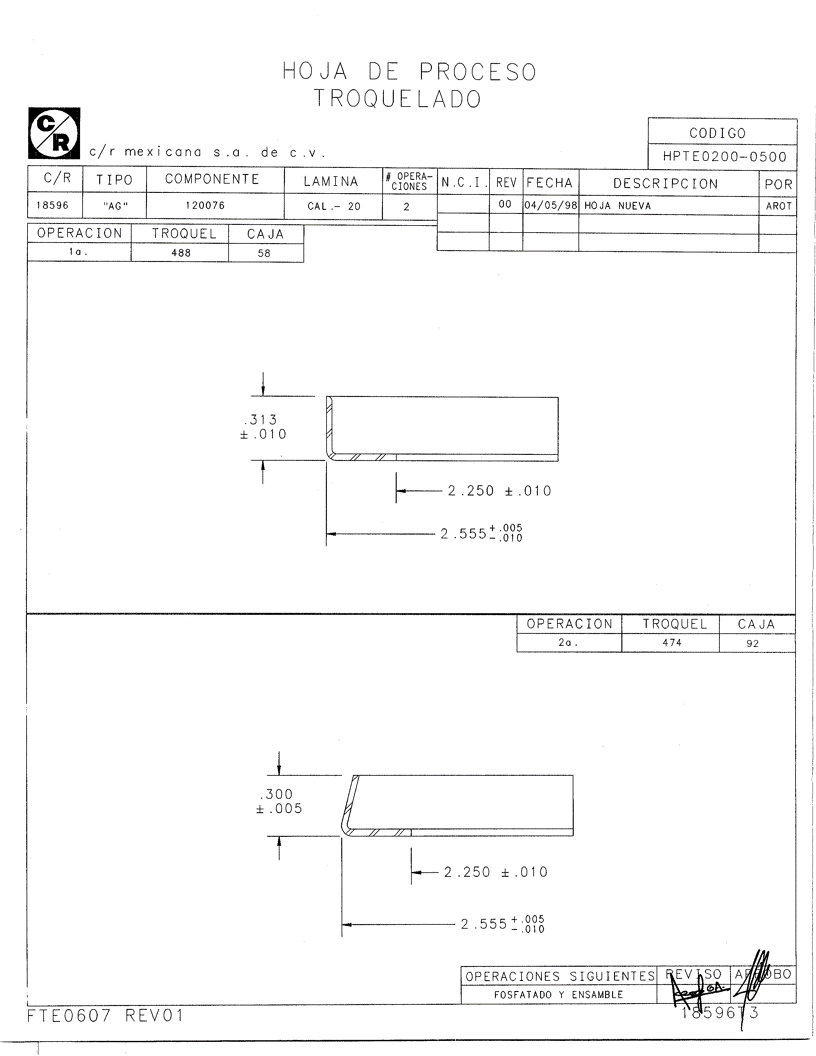 HOJA DE PROCESO
TROQUELADO
C/R
c/r mexicana s.a. de c.v.
CODIGO
HPTE0200-0500
C/R TIPO COMPONENTE LAMINA # OPERA-CIONES N.C.I. REV FECHA DESCRIPCION POR
18596 "AG" 120076 CAL.- 20 2 00 04/05/98 HOJA NUEVA AROT
OPERACION TROQUEL CAJA
1a. 488 58
.313
±.010
2.250 ±.010
2.555 +.005
-.010
OPERACION TROQUEL CAJA
2a. 474 92
.300
±.005
2.250 ±.010
2.555 +.005
-.010
OPERACIONES SIGUIENTES REVISO APROBO
FOSFATADO Y ENSAMBLE
FTE0607 REV01
18596T3